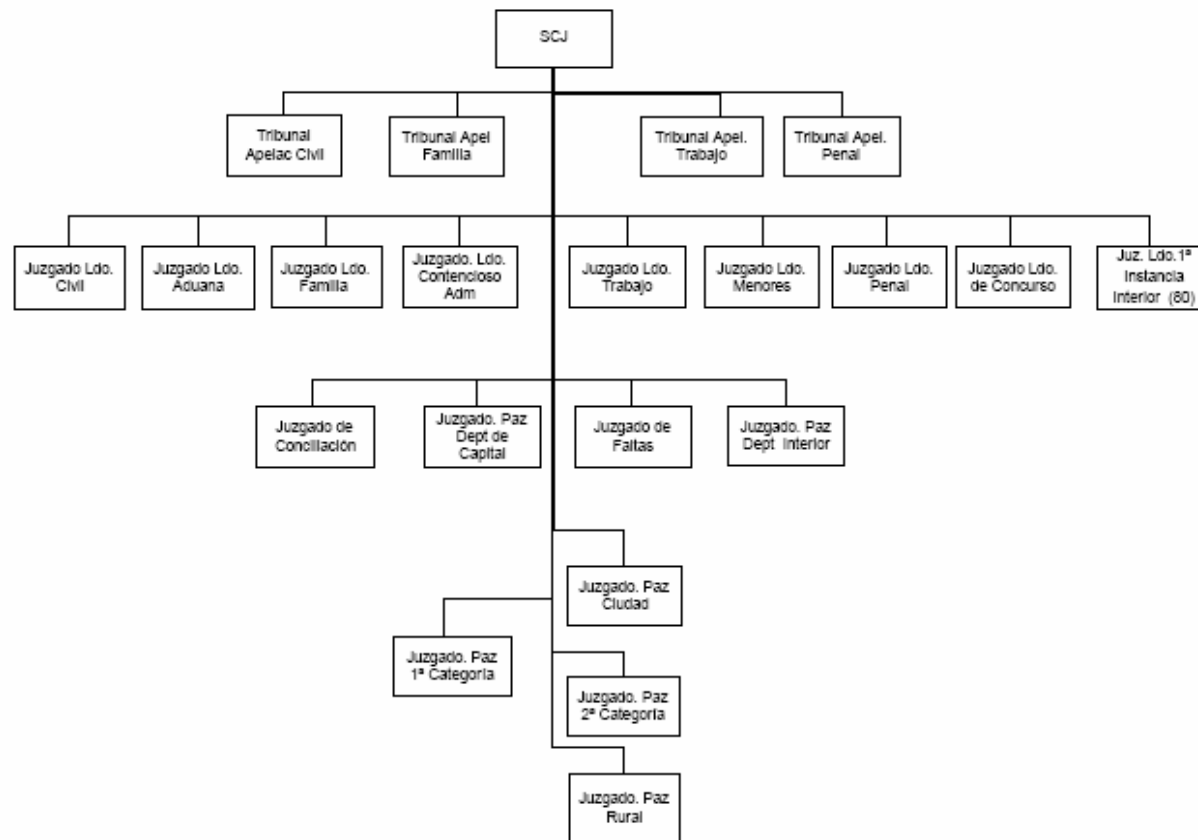 SCJ
Tribunal
Apelac Civil
Tribunal Apel
Familia
Tribunal Apel.
Trabajo
Tribunal Apel.
Penal
Juzgado Ldo.
Civil
Juzgado Ldo.
Aduana
Juzgado Ldo.
Familia
Juzgado. Ldo.
Contencioso
Adm
Juzgado Ldo.
Trabajo
Juzgado Ldo.
Menores
Juzgado Ldo.
Penal
Juzgado Ldo.
de Concurso
Juz. Ldo.1ª
Instancia
Interior (80)
Juzgado de
Conciliación
Juzgado. Paz
Dept de
Capital
Juzgado de
Faltas
Juzgado. Paz
Dept Interior
Juzgado. Paz
Ciudad
Juzgado. Paz
1ª Categoría
Juzgado. Paz
2ª Categoría
Juzgado. Paz
Rural